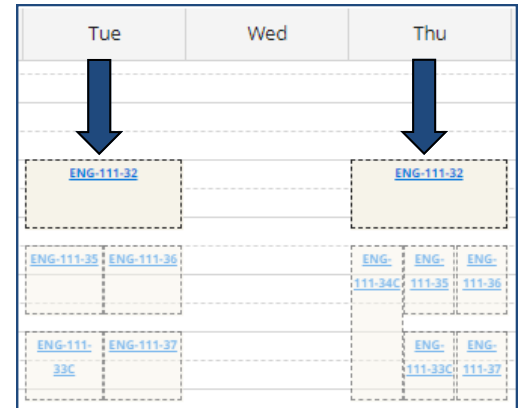 Tue Wed Thu
ENG-111-32 ENG-111-32
ENG-111-35 ENG-111-36 ENG- ENG- ENG-
111-34C 111-35 111-36
ENG-111- ENG-111-37 ENG- ENG-
33C 111-33C 111-37